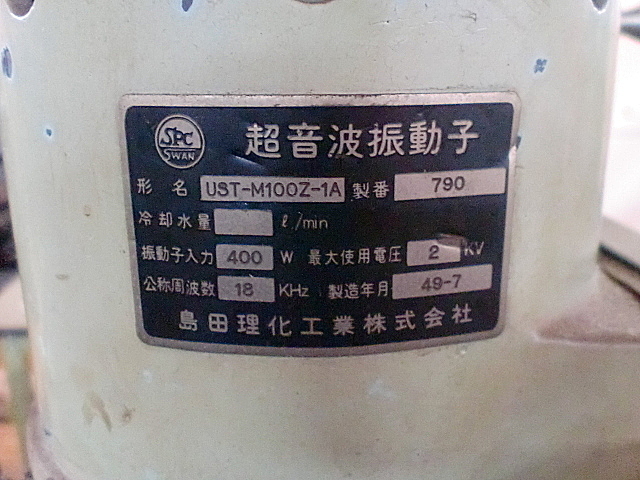 SPC
SWAN
超音波振動子
形名 UST-M100Z-1A 製番 790
冷却水量 ℓ/min
振動子入力 400 W 最大使用電圧 2 KV
公称周波数 18 KHz 製造年月 49-7
島田理化工業株式会社